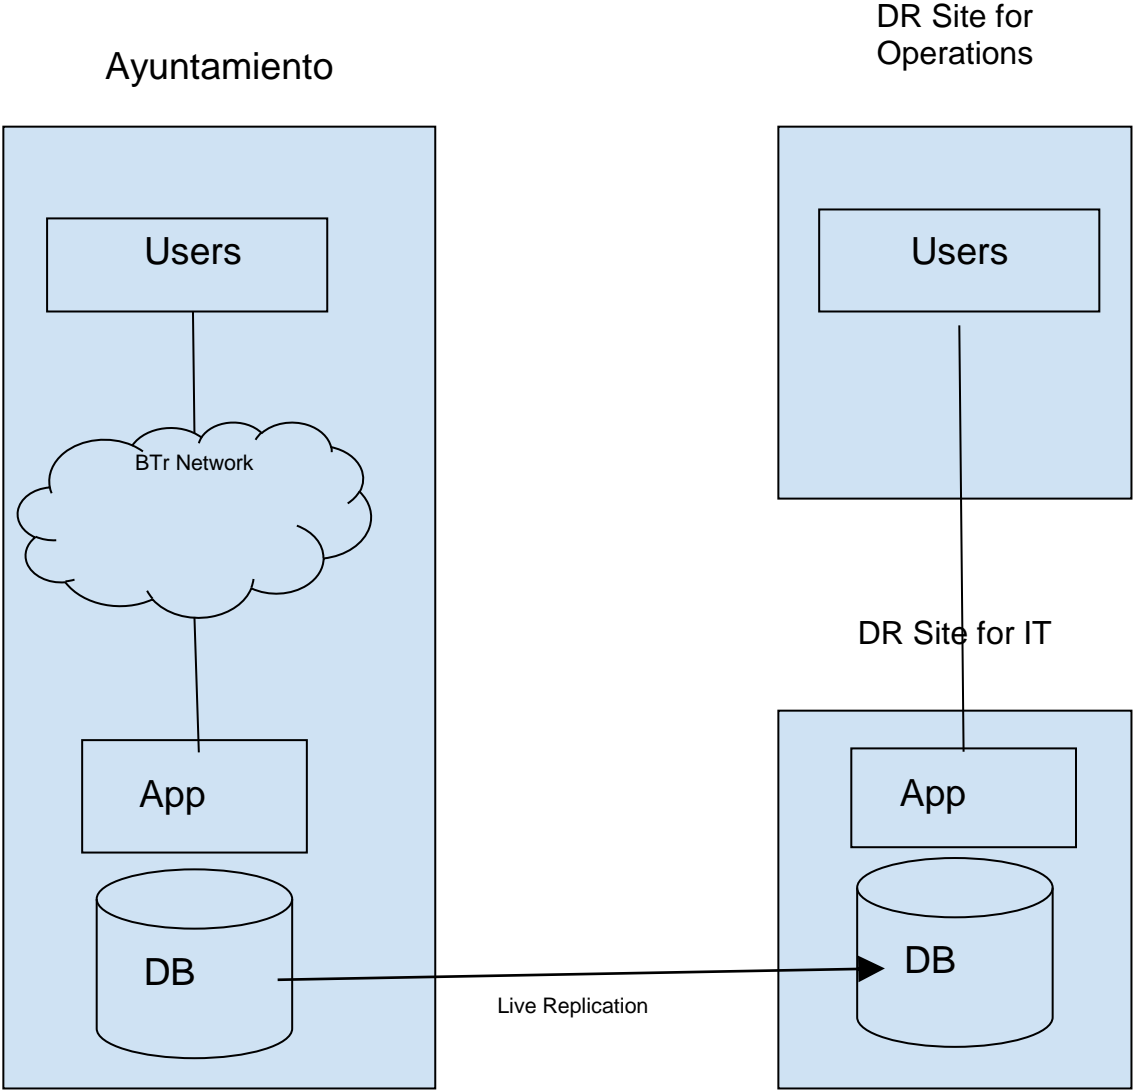 Ayuntamiento
DR Site for
Operations
Users
Users
BTr Network
DR Site for IT
App
App
DB
DB
Live Replication